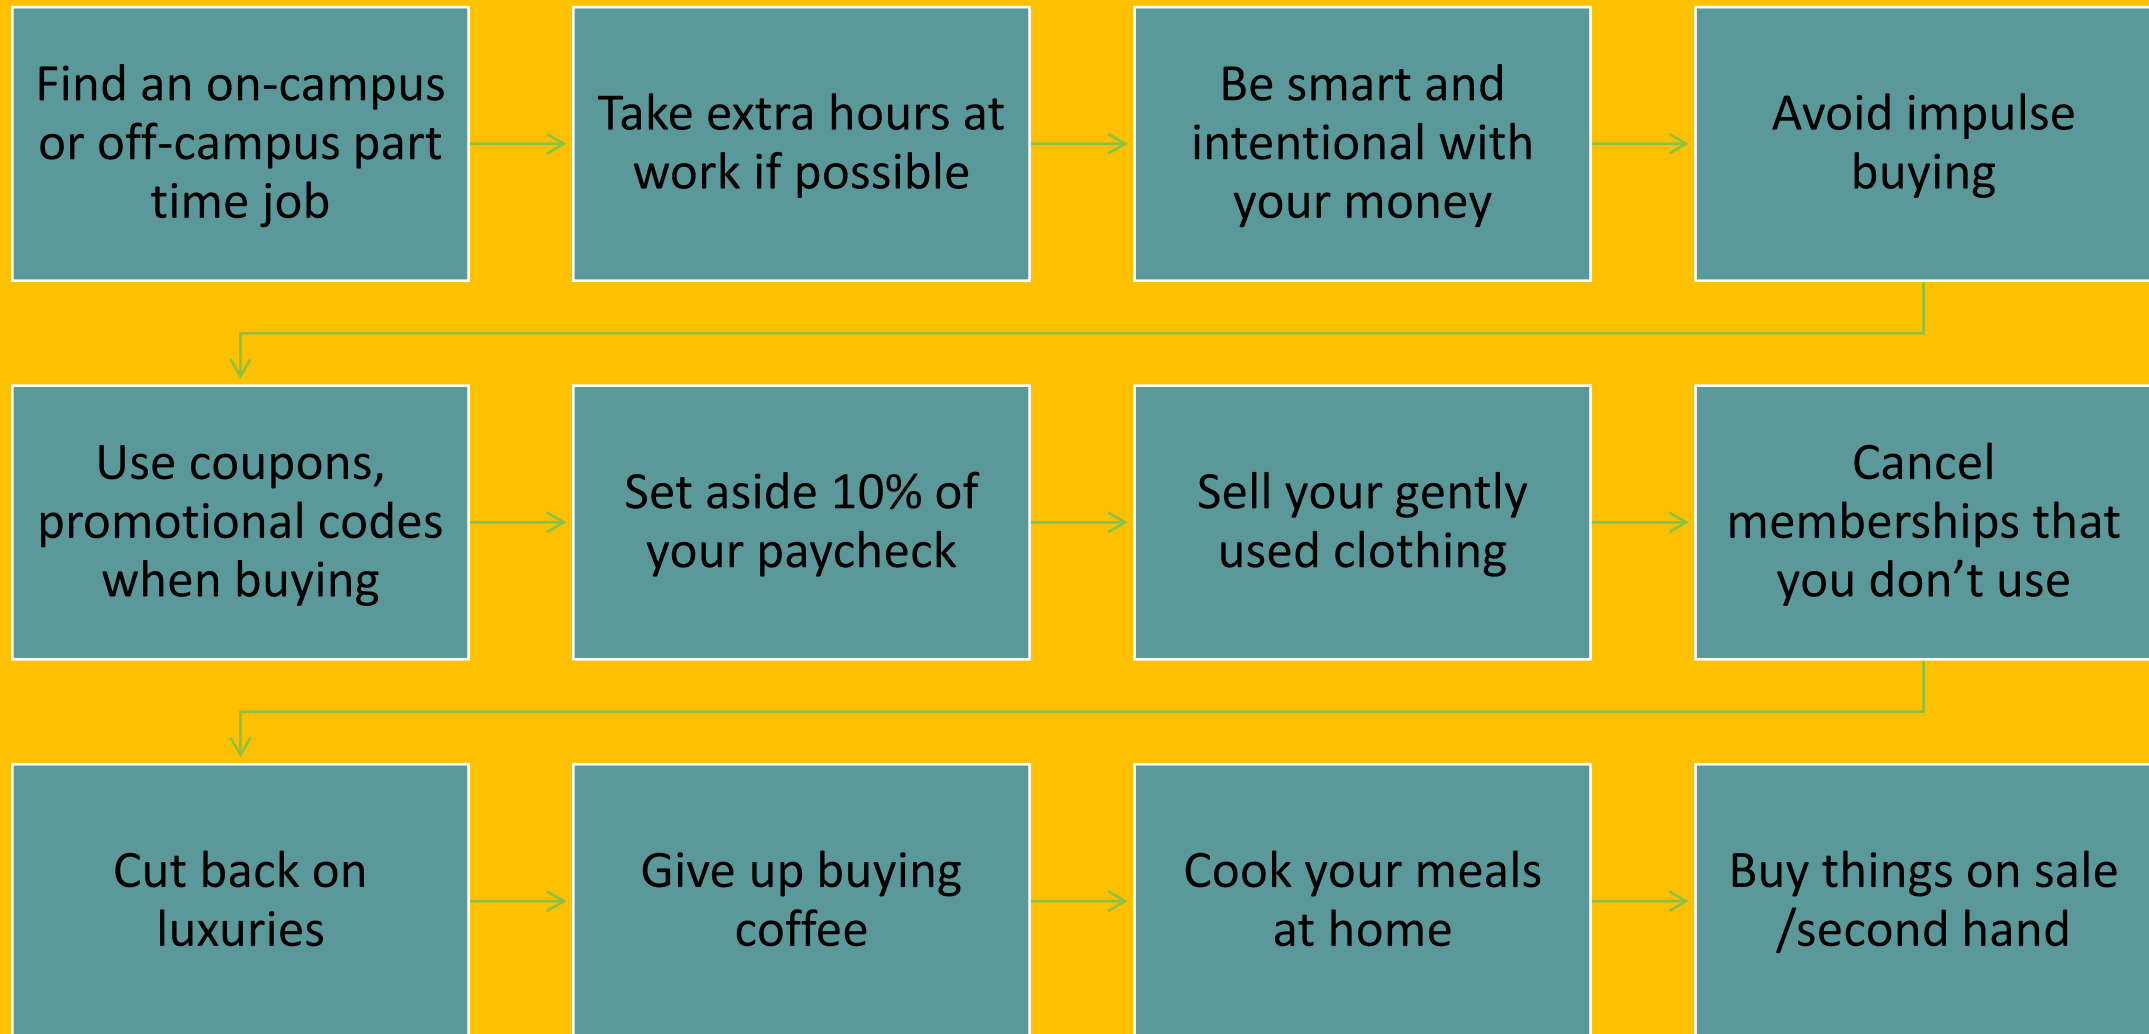 Find an on-campus
or off-campus part
time job
Take extra hours at
work if possible
Be smart and
intentional with
your money
Avoid impulse
buying
Use coupons,
promotional codes
when buying
Set aside 10% of
your paycheck
Sell your gently
used clothing
Cancel
memberships that
you don’t use
Cut back on
luxuries
Give up buying
coffee
Cook your meals
at home
Buy things on sale
/second hand